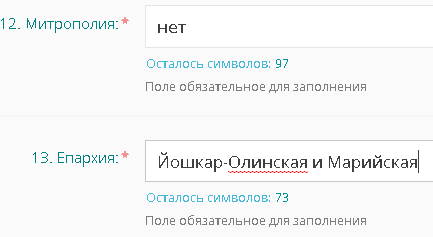 12. Митрополия:* нет
Осталось символов: 97
Поле обязательное для заполнения
13. Епархия:* Йошкар-Олинская и Марийская
Осталось символов: 73
Поле обязательное для заполнения